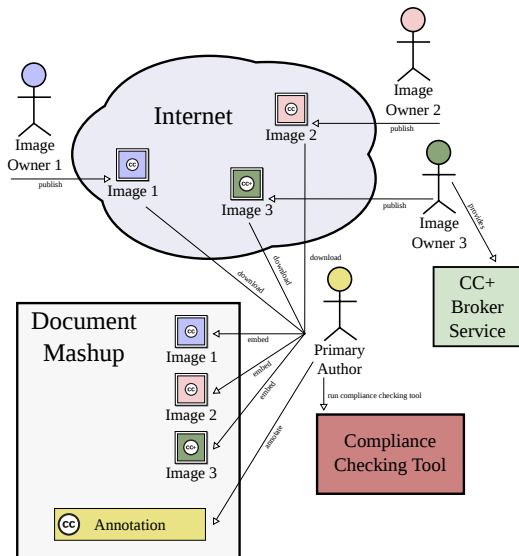 Image
Owner 2
Internet
cc
Image 2
publish
Image
Owner 1
publish
cc
Image 1
cc+
Image 3
publish
Image
Owner 3
provides
download
download
download
CC+
Broker
Service
Document
Mashup
cc
Image 1
embed
cc
Image 2
embed
cc+
Image 3
embed
Primary
Author
run compliance checking tool
annotate
Compliance
Checking Tool
cc
Annotation